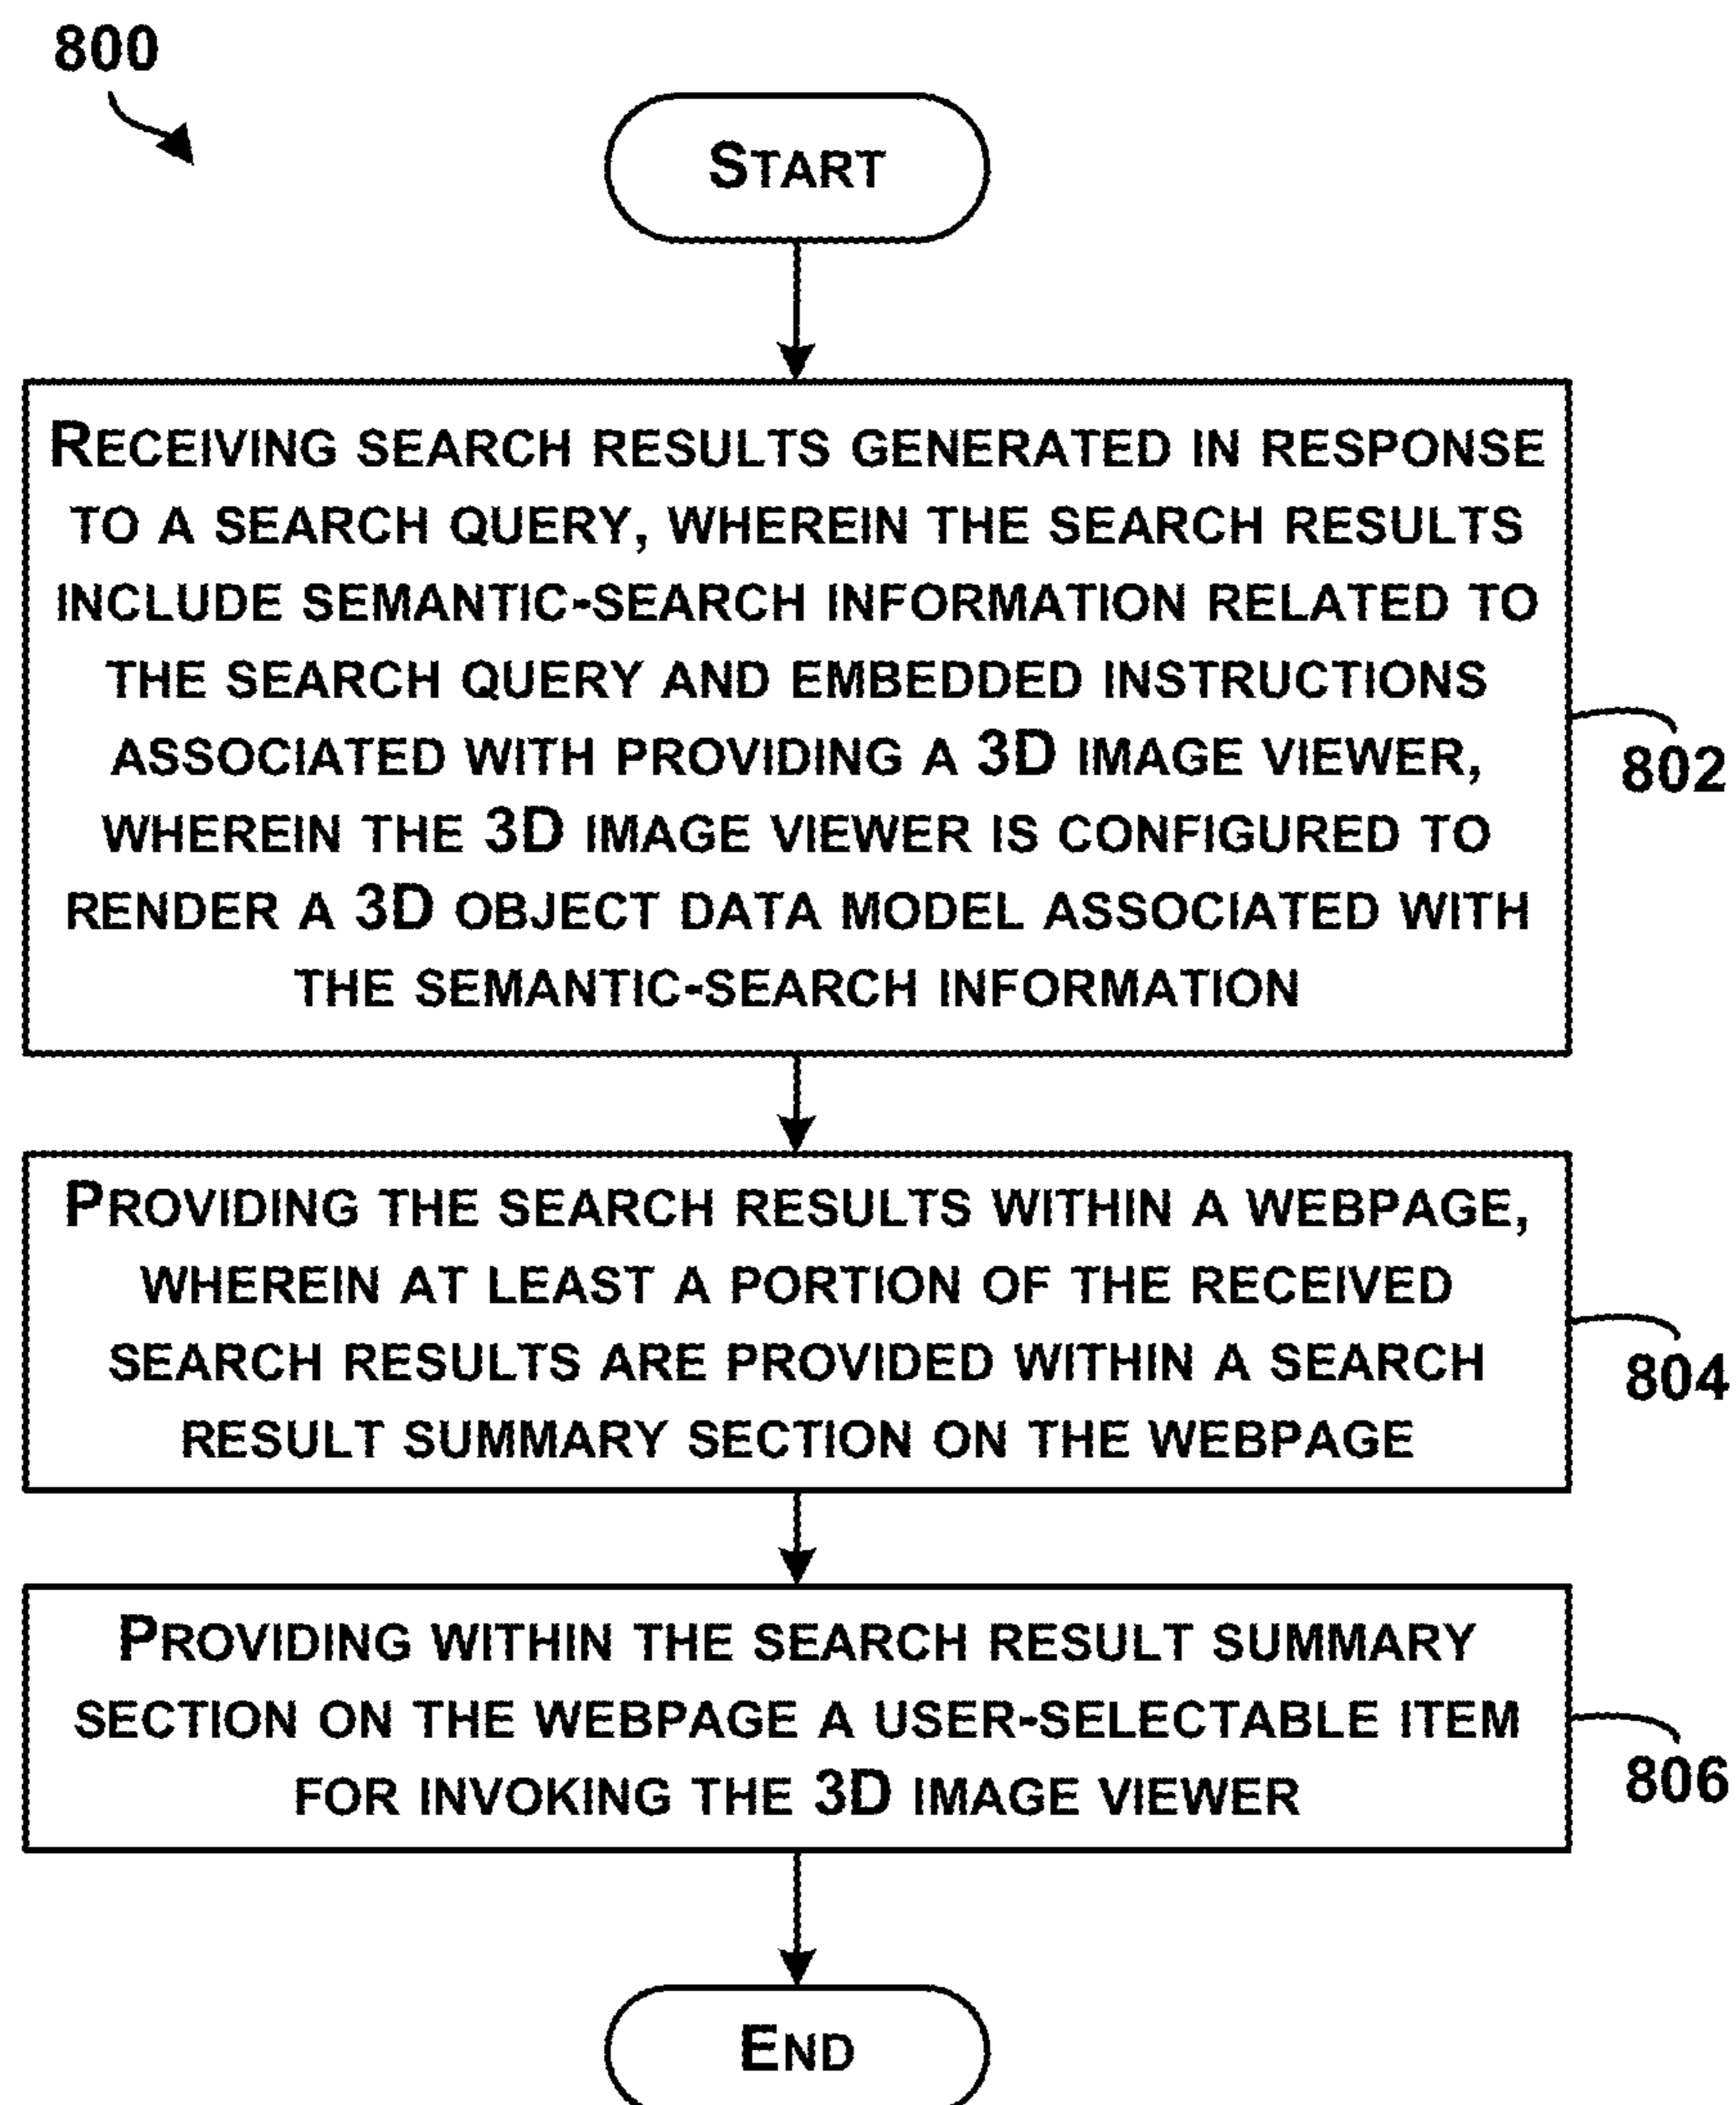 800
START
RECEIVING SEARCH RESULTS GENERATED IN RESPONSE
TO A SEARCH QUERY, WHEREIN THE SEARCH RESULTS
INCLUDE SEMANTIC-SEARCH INFORMATION RELATED TO
THE SEARCH QUERY AND EMBEDDED INSTRUCTIONS
ASSOCIATED WITH PROVIDING A 3D IMAGE VIEWER,
WHEREIN THE 3D IMAGE VIEWER IS CONFIGURED TO
RENDER A 3D OBJECT DATA MODEL ASSOCIATED WITH
THE SEMANTIC-SEARCH INFORMATION
802
PROVIDING THE SEARCH RESULTS WITHIN A WEBPAGE,
WHEREIN AT LEAST A PORTION OF THE RECEIVED
SEARCH RESULTS ARE PROVIDED WITHIN A SEARCH
RESULT SUMMARY SECTION ON THE WEBPAGE
804
PROVIDING WITHIN THE SEARCH RESULT SUMMARY
SECTION ON THE WEBPAGE A USER-SELECTABLE ITEM
FOR INVOKING THE 3D IMAGE VIEWER
806
END